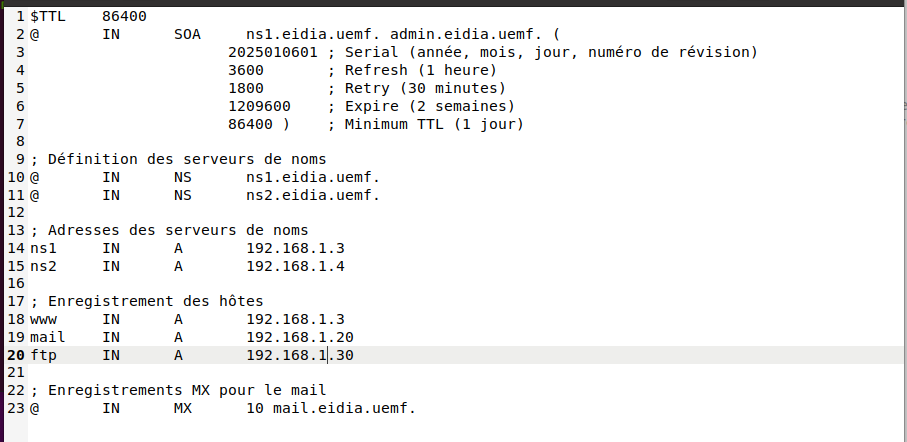 1 $TTL 86400
2 @ IN SOA ns1.eidia.uemf. admin.eidia.uemf. (
3 2025010601 ; Serial (année, mois, jour, numéro de révision)
4 3600 ; Refresh (1 heure)
5 1800 ; Retry (30 minutes)
6 1209600 ; Expire (2 semaines)
7 86400 ) ; Minimum TTL (1 jour)
8
9 ; Définition des serveurs de noms
10 @ IN NS ns1.eidia.uemf.
11 @ IN NS ns2.eidia.uemf.
12
13 ; Adresses des serveurs de noms
14 ns1 IN A 192.168.1.3
15 ns2 IN A 192.168.1.4
16
17 ; Enregistrement des hôtes
18 www IN A 192.168.1.3
19 mail IN A 192.168.1.20
20 ftp IN A 192.168.1.30
21
22 ; Enregistrements MX pour le mail
23 @ IN MX 10 mail.eidia.uemf.